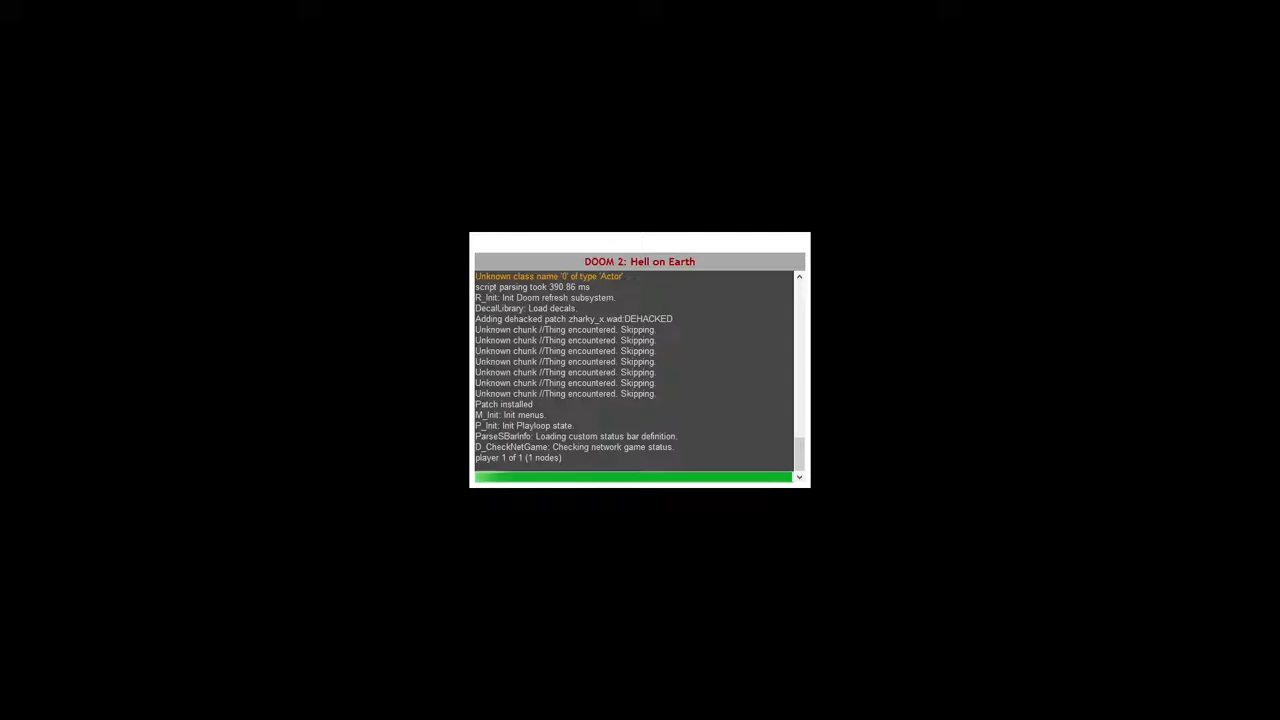 DOOM 2: Hell on Earth
Unknown class name '0' of type 'Actor'
script parsing took 390.86 ms
R_Init: Init Doom refresh subsystem.
DecalLibrary: Load decals.
Adding dehacked patch zharky_x.wad:DEHACKED
Unknown chunk //Thing encountered. Skipping.
Unknown chunk //Thing encountered. Skipping.
Unknown chunk //Thing encountered. Skipping.
Unknown chunk //Thing encountered. Skipping.
Unknown chunk //Thing encountered. Skipping.
Unknown chunk //Thing encountered. Skipping.
Unknown chunk //Thing encountered. Skipping.
Patch installed
M_Init: Init menus.
P_Init: Init Playloop state.
ParseSBarInfo: Loading custom status bar definition.
D_CheckNetGame: Checking network game status.
player 1 of 1 (1 nodes)